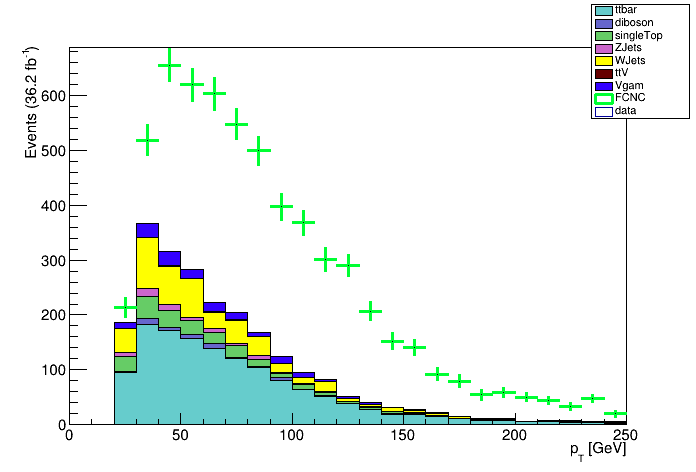 ttbar
diboson
singleTop
ZJets
WJets
ttV
Vgam
FCNC
data
Events (36.2 fb⁻¹)
600
500
400
300
200
100
0
0 50 100 150 200 250
p_T [GeV]